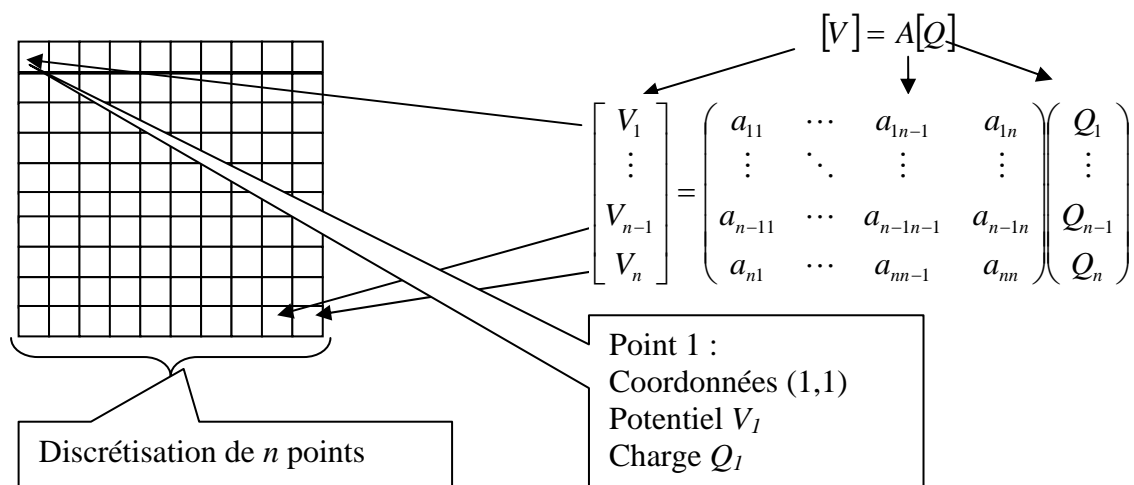 [V] = A[Q]
[V₁ ⋮ Vₙ₋₁ Vₙ] = (a₁₁ ⋯ a₁ₙ₋₁ a₁ₙ
⋮ ⋱ ⋮ ⋮
aₙ₋₁₁ ⋯ aₙ₋₁ₙ₋₁ aₙ₋₁ₙ
aₙ₁ ⋯ aₙₙ₋₁ aₙₙ) (Q₁ ⋮ Qₙ₋₁ Qₙ)
Point 1 :
Coordonnées (1,1)
Potentiel V₁
Charge Q₁
Discrétisation de n points